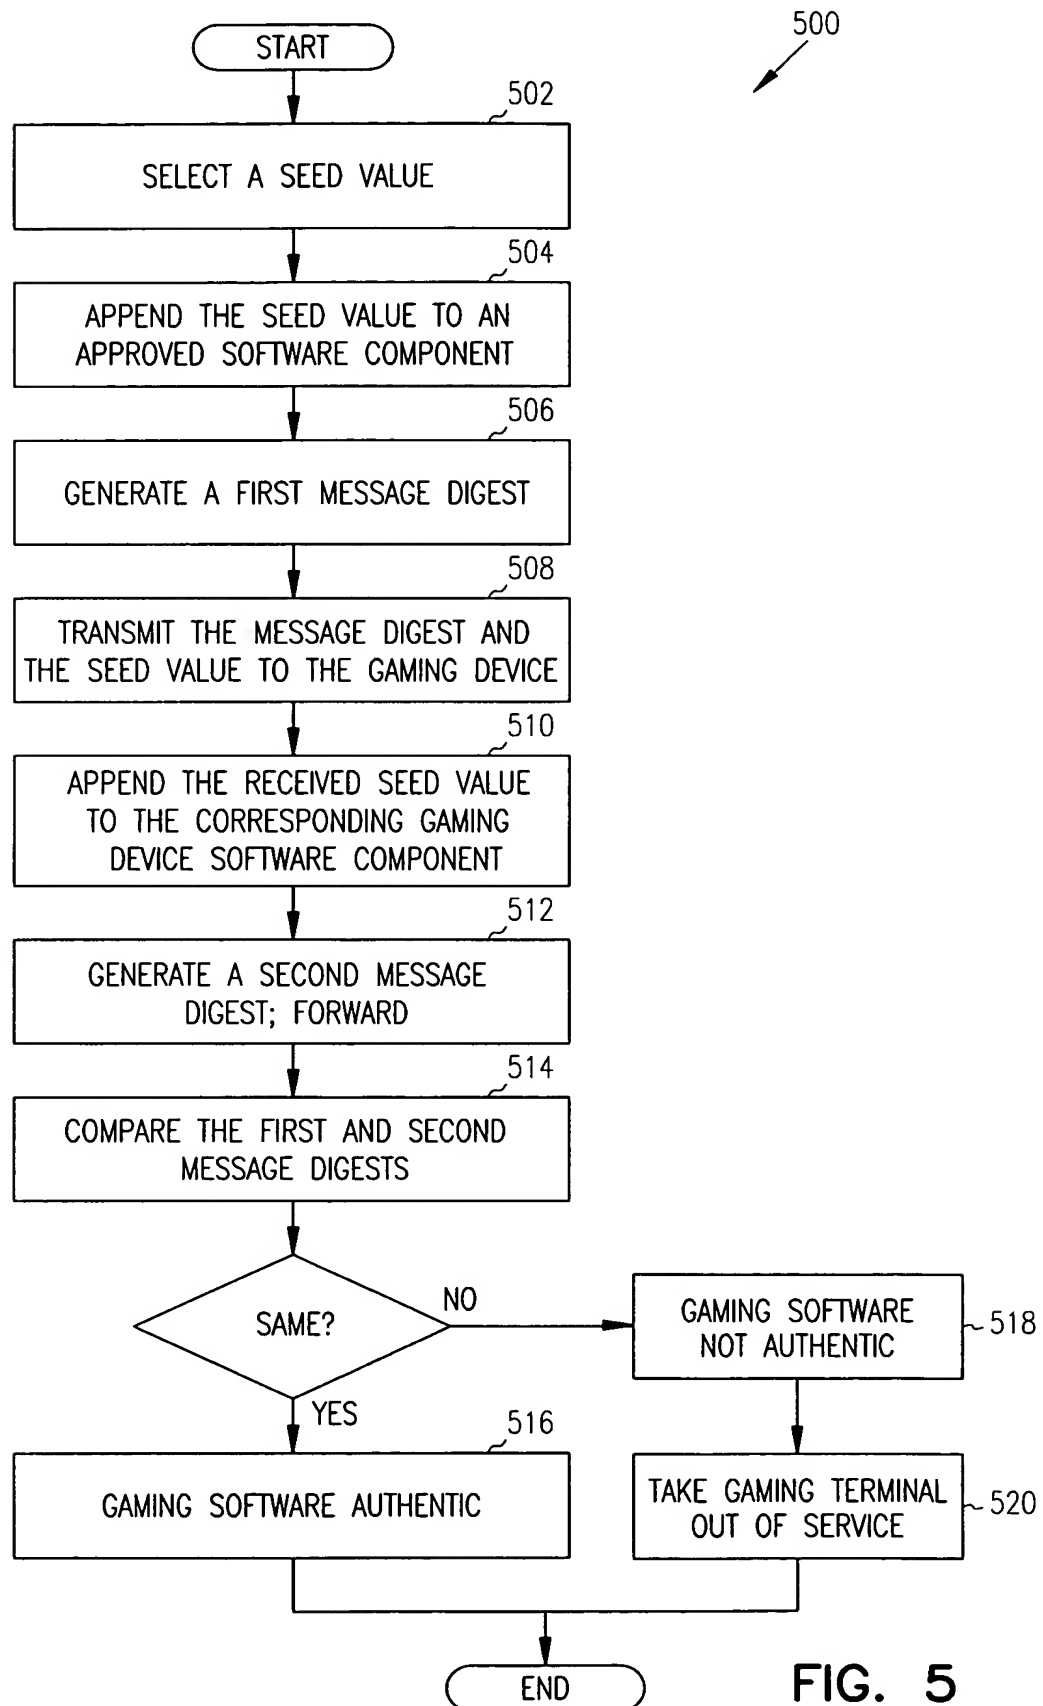 500
START
502
SELECT A SEED VALUE
504
APPEND THE SEED VALUE TO AN
APPROVED SOFTWARE COMPONENT
506
GENERATE A FIRST MESSAGE DIGEST
508
TRANSMIT THE MESSAGE DIGEST AND
THE SEED VALUE TO THE GAMING DEVICE
510
APPEND THE RECEIVED SEED VALUE
TO THE CORRESPONDING GAMING
DEVICE SOFTWARE COMPONENT
512
GENERATE A SECOND MESSAGE
DIGEST; FORWARD
514
COMPARE THE FIRST AND SECOND
MESSAGE DIGESTS
SAME?
NO
GAMING SOFTWARE
NOT AUTHENTIC
518
YES
516
GAMING SOFTWARE AUTHENTIC
TAKE GAMING TERMINAL
OUT OF SERVICE
520
END
FIG. 5